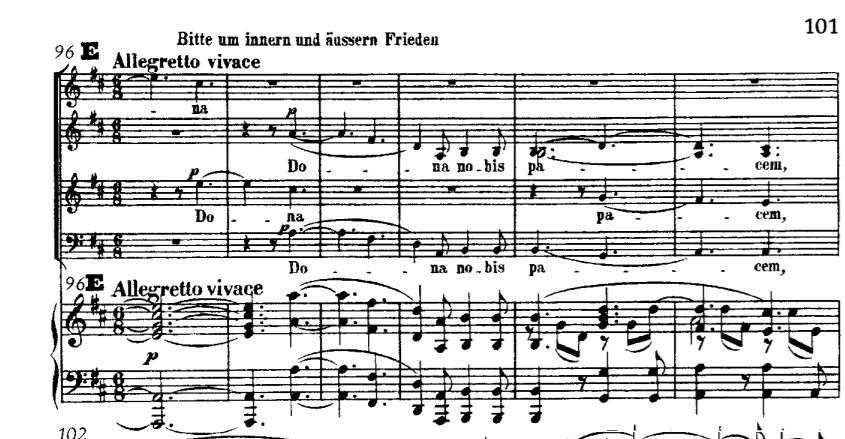 101
Bitte um innern und äussern Frieden
96 E Allegretto vivace
- na
p
Do - - - - na no - bis pa - - - - cem,
p
Do - - na pa - - - cem,
p
Do - - - - na no - bis pa - - - - cem,
96 E Allegretto vivace
p
102